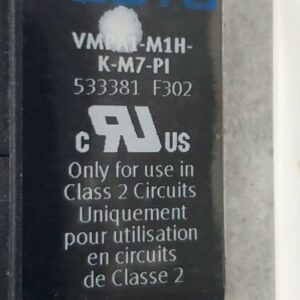 VMPA1-M1H-
K-M7-PI
533381 F302
C US
Only for use in
Class 2 Circuits
Uniquement
pour utilisation
en circuits
de Classe 2